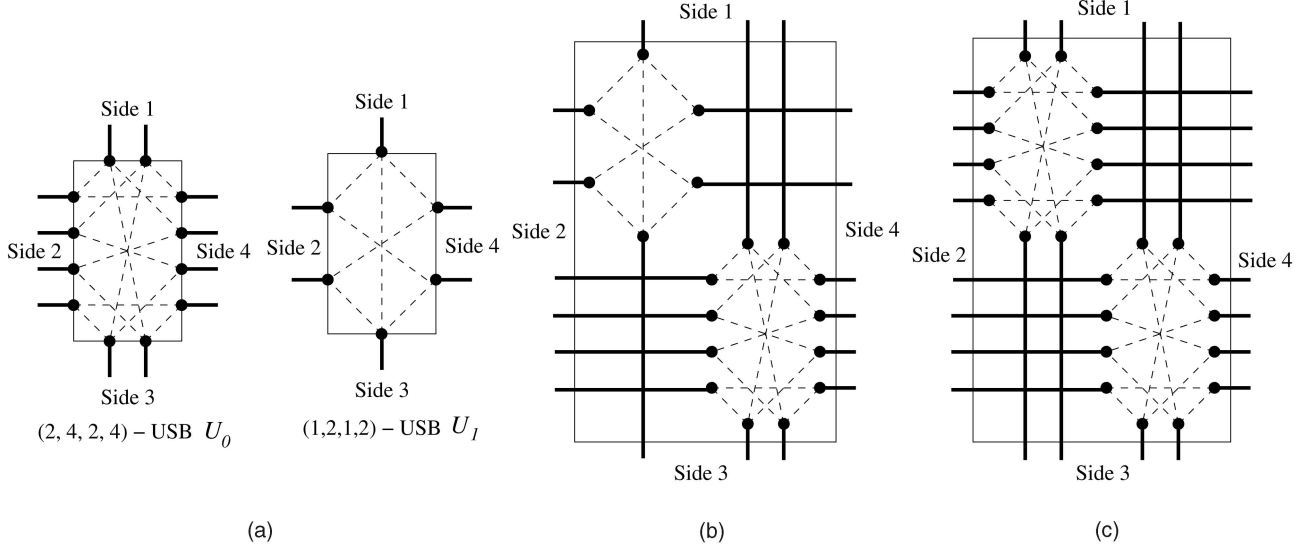 Side 1
Side 2
Side 4
Side 3
(2, 4, 2, 4) – USB U0
Side 1
Side 2
Side 4
Side 3
(1,2,1,2) – USB U1
(a)
Side 1
Side 2
Side 4
Side 3
(b)
Side 1
Side 2
Side 4
Side 3
(c)